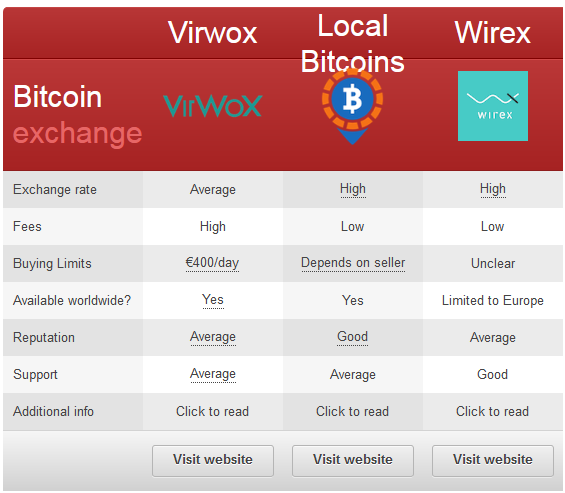 Virwox Local Bitcoins Wirex
Bitcoin exchange
VIRWOX
wirex
Exchange rate Average High High
Fees High Low Low
Buying Limits €400/day Depends on seller Unclear
Available worldwide? Yes Yes Limited to Europe
Reputation Average Good Average
Support Average Average Good
Additional info Click to read Click to read Click to read
Visit website Visit website Visit website